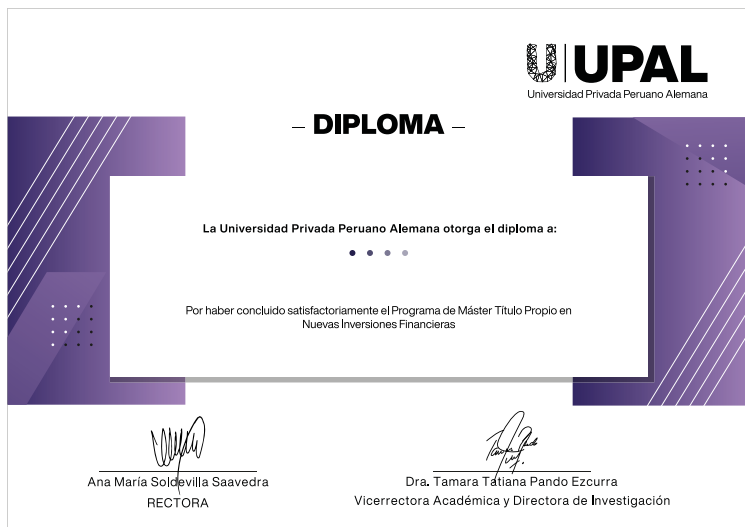 UPAL
Universidad Privada Peruano Alemana
– DIPLOMA –
La Universidad Privada Peruano Alemana otorga el diploma a:
Por haber concluido satisfactoriamente el Programa de Máster Título Propio en
Nuevas Inversiones Financieras
Ana María Soldevilla Saavedra
RECTORA
Dra. Tamara Tatiana Pando Ezcurra
Vicerrectora Académica y Directora de Investigación